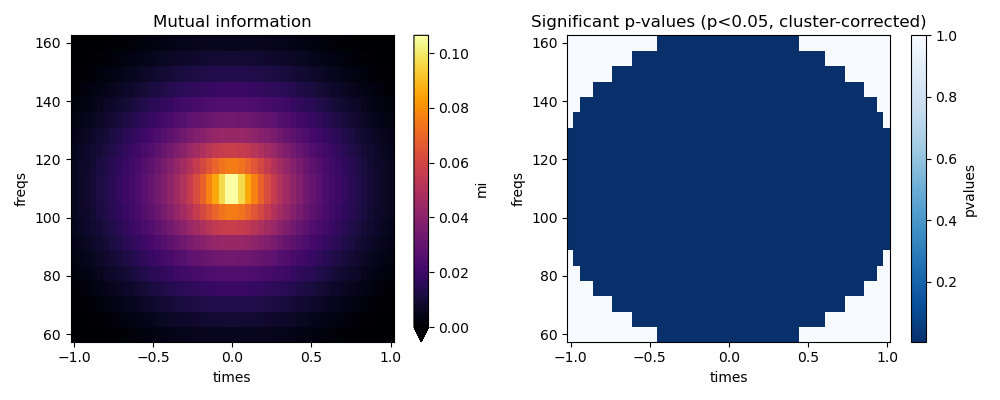 Mutual information
160
140
120
100
80
60
freqs
−1.0 −0.5 0.0 0.5 1.0
times
0.10
0.08
0.06
0.04
0.02
0.00
mi
Significant p-values (p<0.05, cluster-corrected)
160
140
120
100
80
60
freqs
−1.0 −0.5 0.0 0.5 1.0
times
1.0
0.8
0.6
0.4
0.2
pvalues